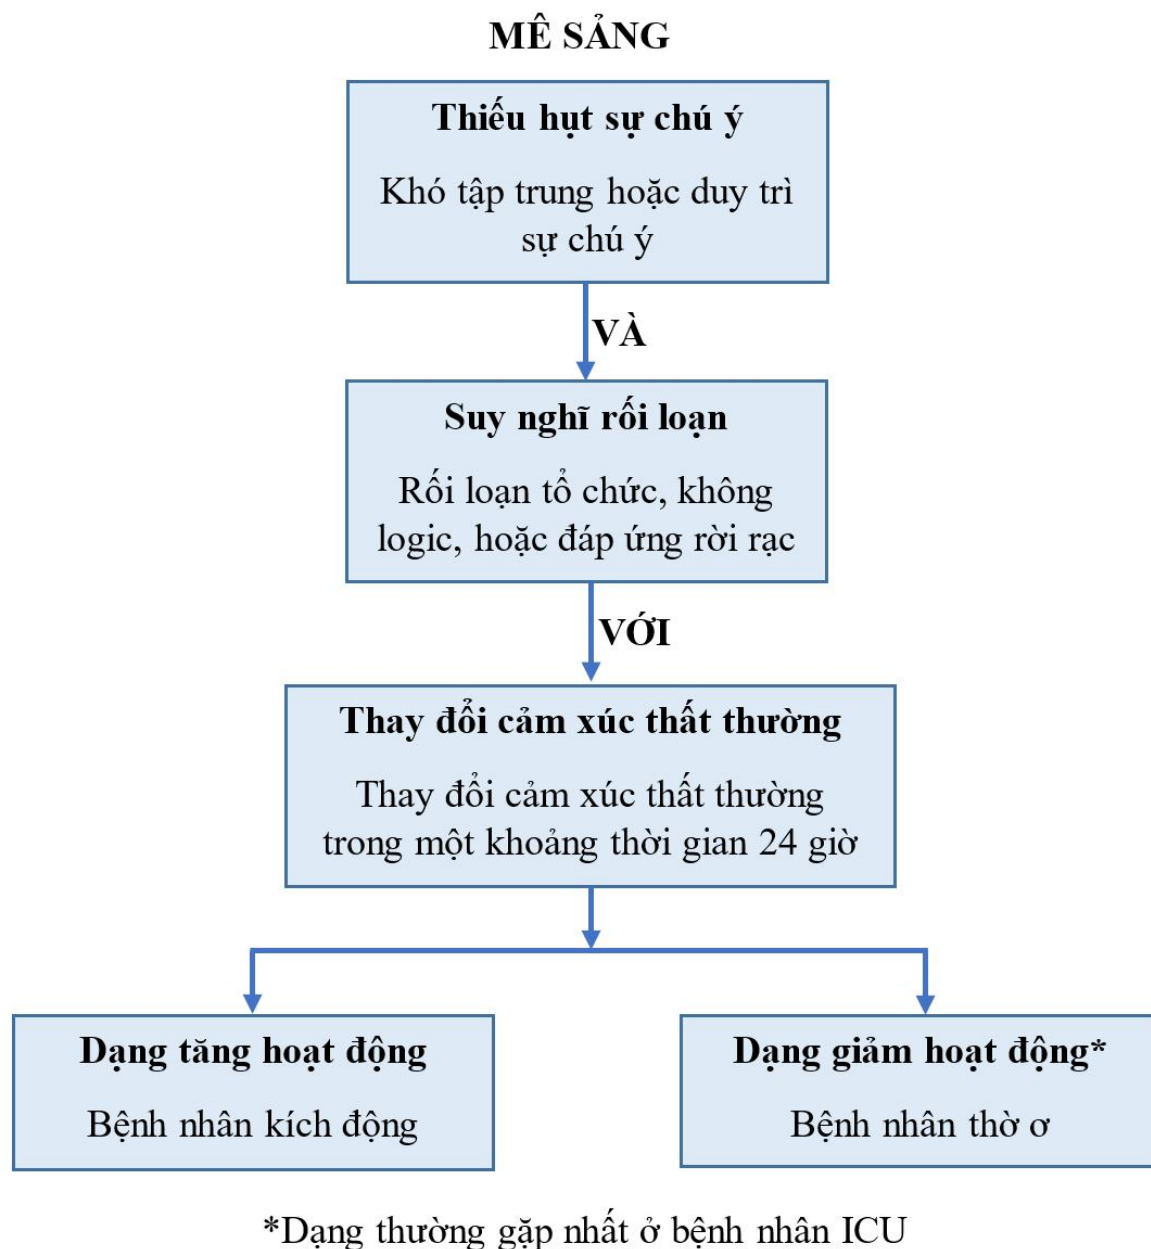 MÊ SẢNG
Thiếu hụt sự chú ý
Khó tập trung hoặc duy trì
sự chú ý
VÀ
Suy nghĩ rối loạn
Rối loạn tổ chức, không
logic, hoặc đáp ứng rời rạc
VỚI
Thay đổi cảm xúc thất thường
Thay đổi cảm xúc thất thường
trong một khoảng thời gian 24 giờ
Dạng tăng hoạt động
Bệnh nhân kích động
Dạng giảm hoạt động*
Bệnh nhân thờ ơ
*Dạng thường gặp nhất ở bệnh nhân ICU